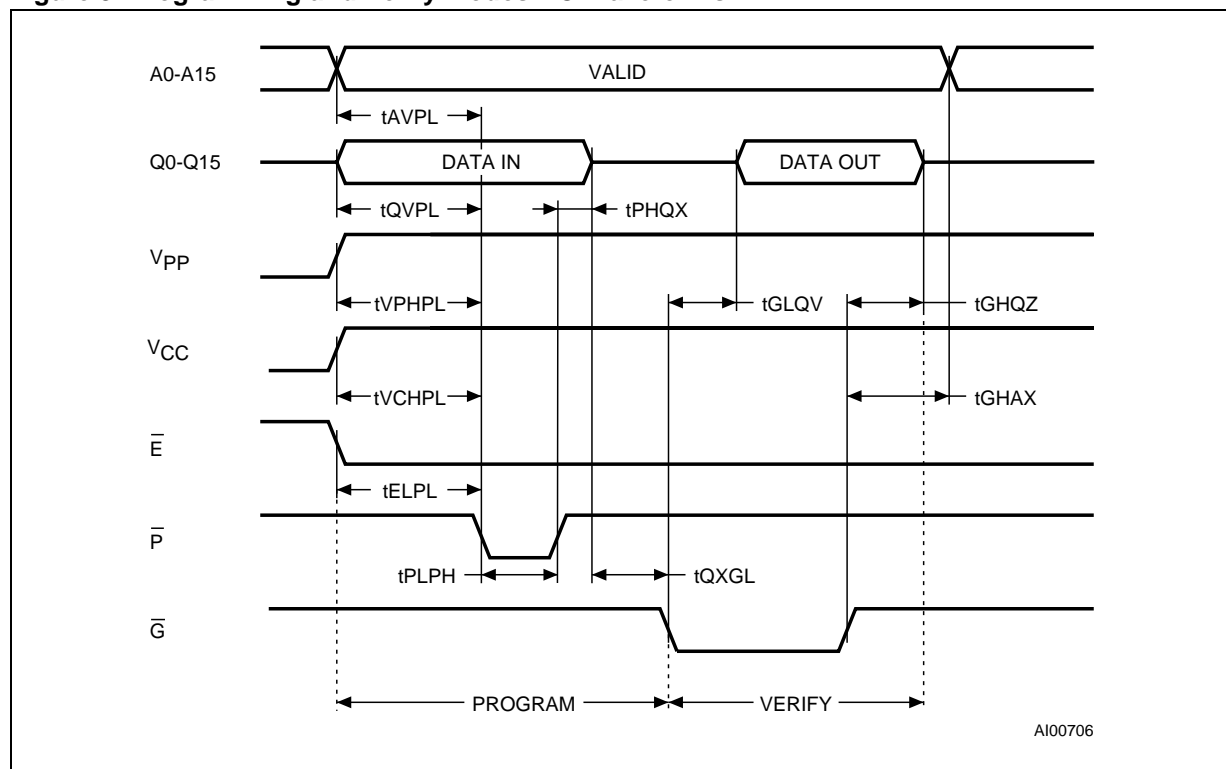 A0-A15
VALID
tAVPL
Q0-Q15
DATA IN
DATA OUT
tQVPL
tPHQX
VPP
tVPHPL
tGLQV
tGHQZ
VCC
tVCHPL
tGHAX
E̅
tELPL
P̅
tPLPH
tQXGL
G̅
PROGRAM
VERIFY
AI00706